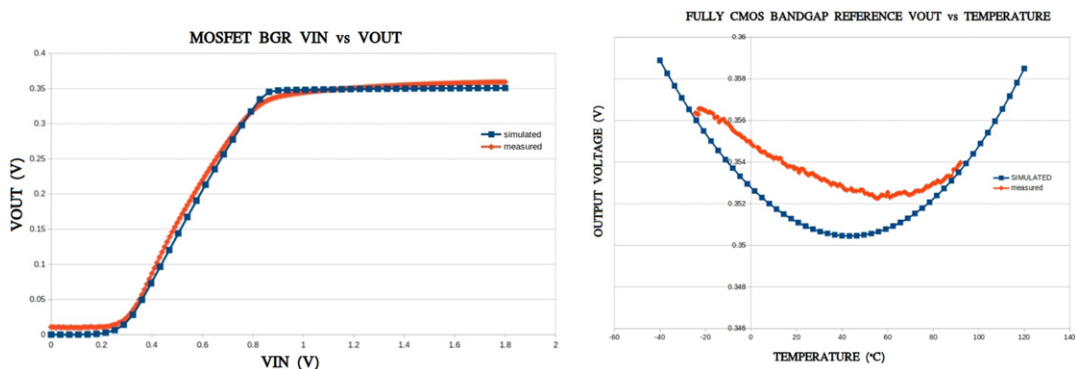 MOSFET BGR VIN vs VOUT
0.4
0.35
0.3
0.25
0.2
0.15
0.1
0.05
0
VOUT (V)
simulated
measured
0 0.2 0.4 0.6 0.8 1 1.2 1.4 1.6 1.8 2
VIN (V)
FULLY CMOS BANDGAP REFERENCE VOUT vs TEMPERATURE
0.36
0.358
0.356
0.354
0.352
0.35
0.348
0.346
OUTPUT VOLTAGE (V)
SIMULATED
measured
-60 -40 -20 0 20 40 60 80 100 120 140
TEMPERATURE (°C)